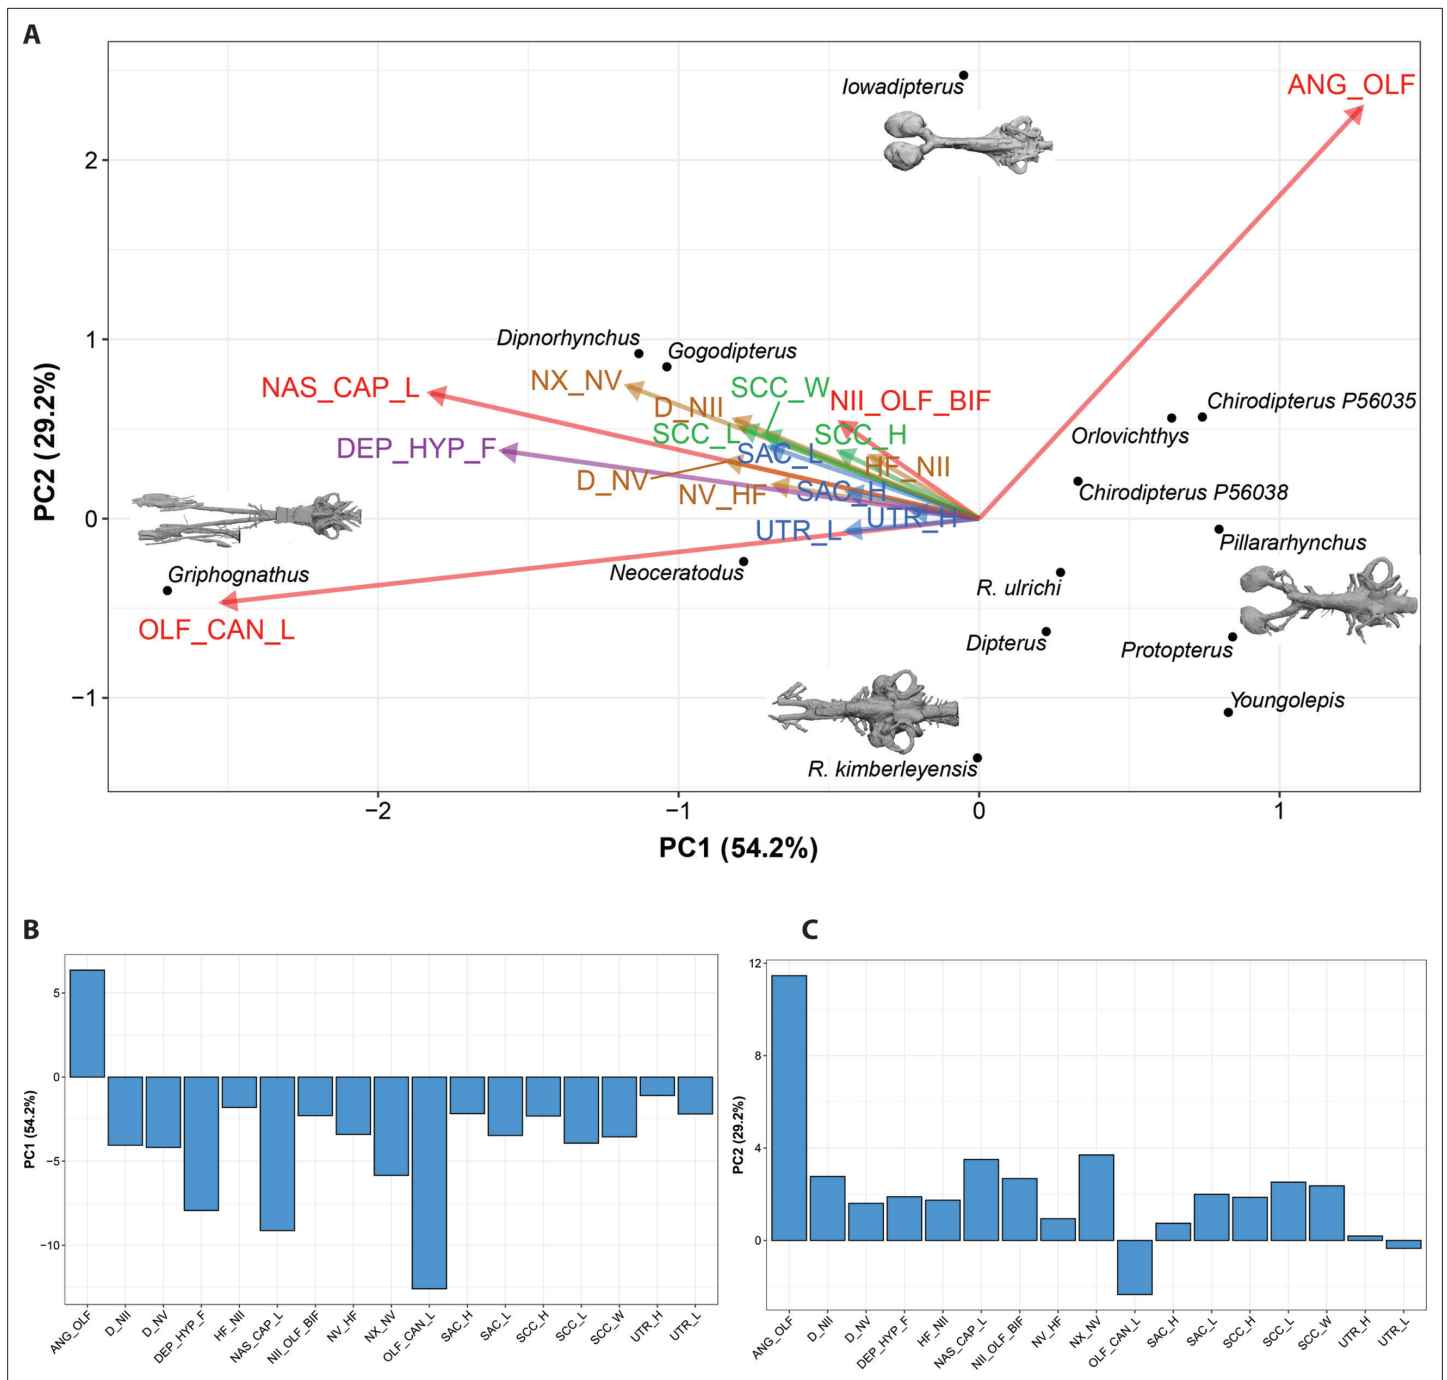 A
Iowadipterus
ANG_OLF
2
Dipnorhynchus
Gogodipterus
1
NAS_CAP_L
NX_NV
SCC_W
D_NII
NII_OLF_BIF
Chirodipterus P56035
SCC_L
SCC_H
Orlovichthys
DEP_HYP_F
SAC_L
HF_NII
D_NV
NV_HF
SAC_H
Chirodipterus P56038
0
UTR_L
UTR_H
Pillararhynchus
Griphognathus
Neoceratodus
R. ulrichi
OLF_CAN_L
Dipterus
Protopterus
−1
Youngolepis
R. kimberleyensis
PC2 (29.2%)
−2
−1
0
1
PC1 (54.2%)
B
5
0
−5
−10
PC1 (54.2%)
ANG_OLF
D_NII
D_NV
DEP_HYP_F
HF_NII
NAS_CAP_L
NII_OLF_BIF
NV_HF
NX_NV
OLF_CAN_L
SAC_H
SAC_L
SCC_H
SCC_L
SCC_W
UTR_H
UTR_L
C
12
8
4
0
PC2 (29.2%)
ANG_OLF
D_NII
D_NV
DEP_HYP_F
HF_NII
NAS_CAP_L
NII_OLF_BIF
NV_HF
NX_NV
OLF_CAN_L
SAC_H
SAC_L
SCC_H
SCC_L
SCC_W
UTR_H
UTR_L